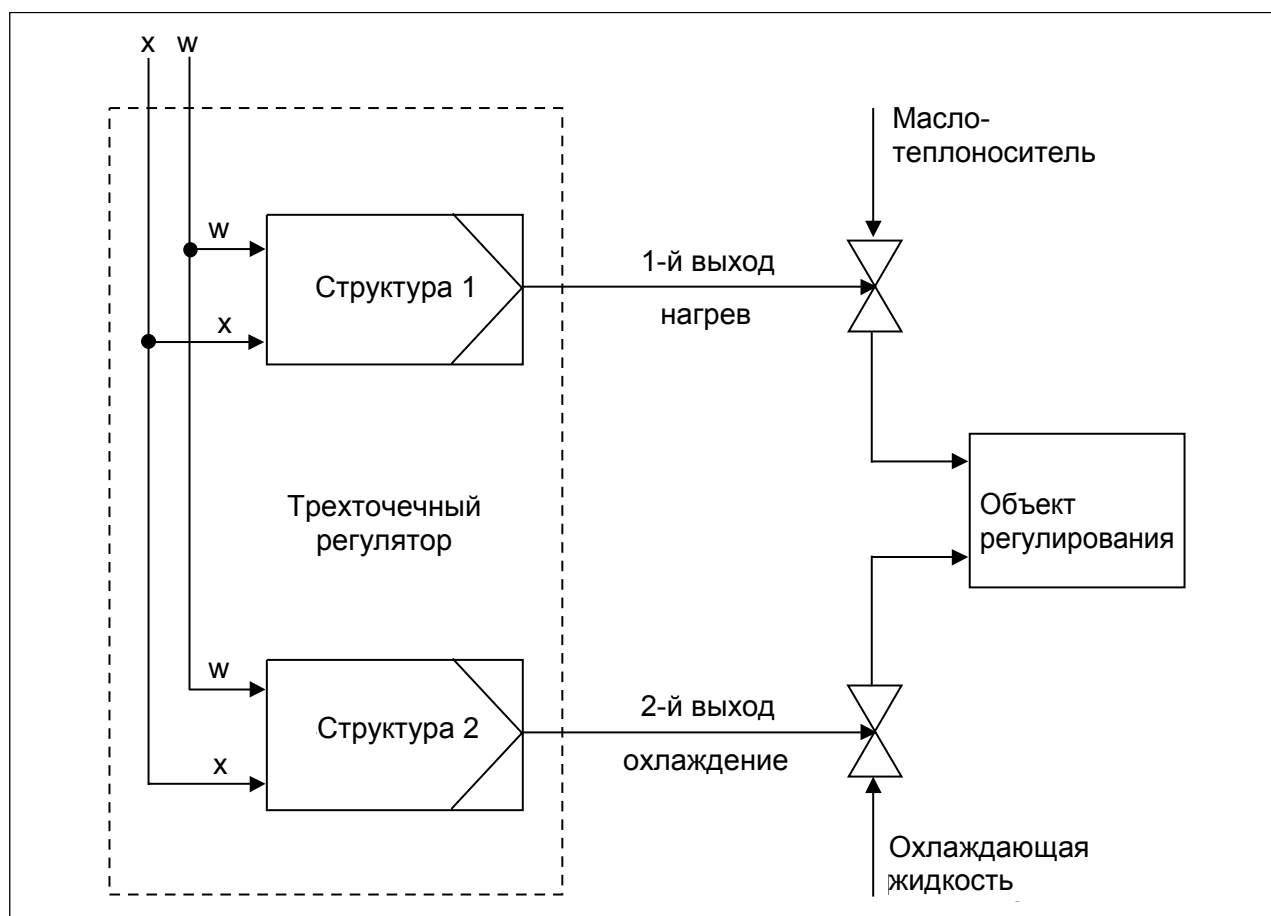 x w
Масло-
теплоноситель
w
Структура 1
x
1-й выход
нагрев
Трехточечный
регулятор
Объект
регулирования
w
Структура 2
x
2-й выход
охлаждение
Охлаждающая
жидкость